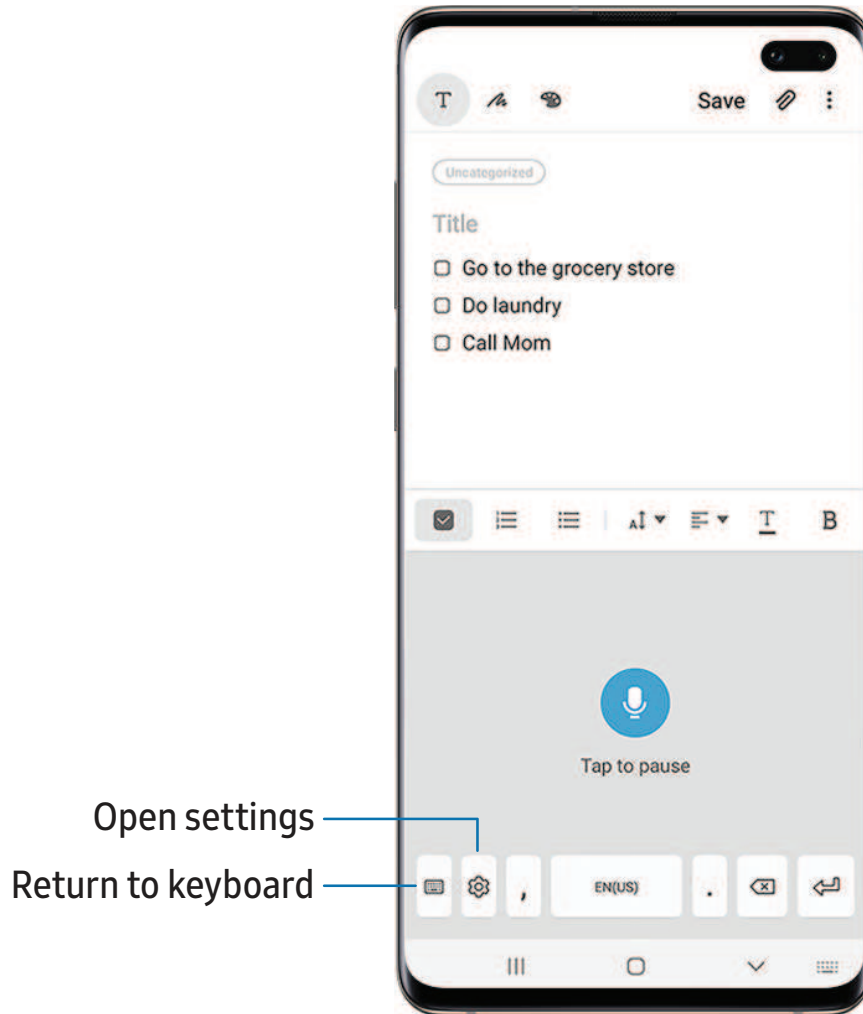 T
Save
Uncategorized
Title
Go to the grocery store
Do laundry
Call Mom
A T B
Tap to pause
Open settings
Return to keyboard
, EN(US) .